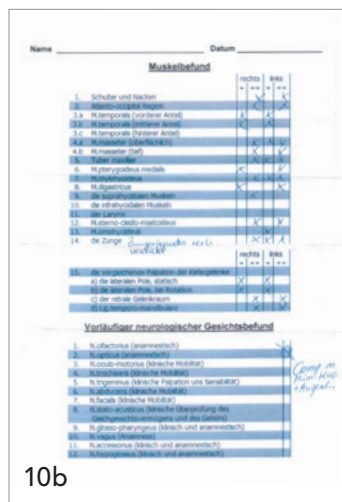 Name Datum
Muskelbefund
rechts links
+ ++ + ++
1. Schulter und Nacken
2. Atlanto-occipital Region
3.a M.temporalis (vorderer Anteil)
3.b M.temporalis (mittlerer Anteil)
3.c M.temporalis (hinterer Anteil)
4.a M.masseter (oberflächlich)
4.b M.masseter (tief)
5. Tuber maxillae
6. M.pterygoideus medialis
7. M.mylohyoideus
8. M.digastricus
9. die suprahyoidalen Muskeln
10. die infrahyoidalen Muskeln
11. der Larynx
12. M.sterno-cleido-mastoideus
13. M.omohyoideus
14. die Zunge
rechts links
+ ++ + ++
15. die vergleichende Palpation der Kiefergelenke
a) die lateralen Pole, statisch
b) die lateralen Pole, bei Rotation
c) der retrale Gelenkraum
d) Lig.temporo-mandibulare
Vorläufiger neurologischer Gesichtsbefund
1. N.olfactorius (anamnestisch)
2. N.opticus (anamnestisch)
3. N.oculo-motorius (klinische Mobilität)
4. N.trochlearis (klinische Mobilität)
5. N.trigeminus (klinische Palpation und Sensibilität)
6. N.abducens (klinische Mobilität)
7. N.facialis (klinische Mobilität)
8. N.stato-acusticus (klinische Überprüfung des
Gleichgewichtsvermögens und des Gehörs)
9. N.glosso-pharyngeus (klinisch und anamnestisch)
10. N.vagus (Anamnese)
11. N.accessorius (klinisch und anamnestisch)
12. N.hypoglossus (klinisch und anamnestisch)
10b